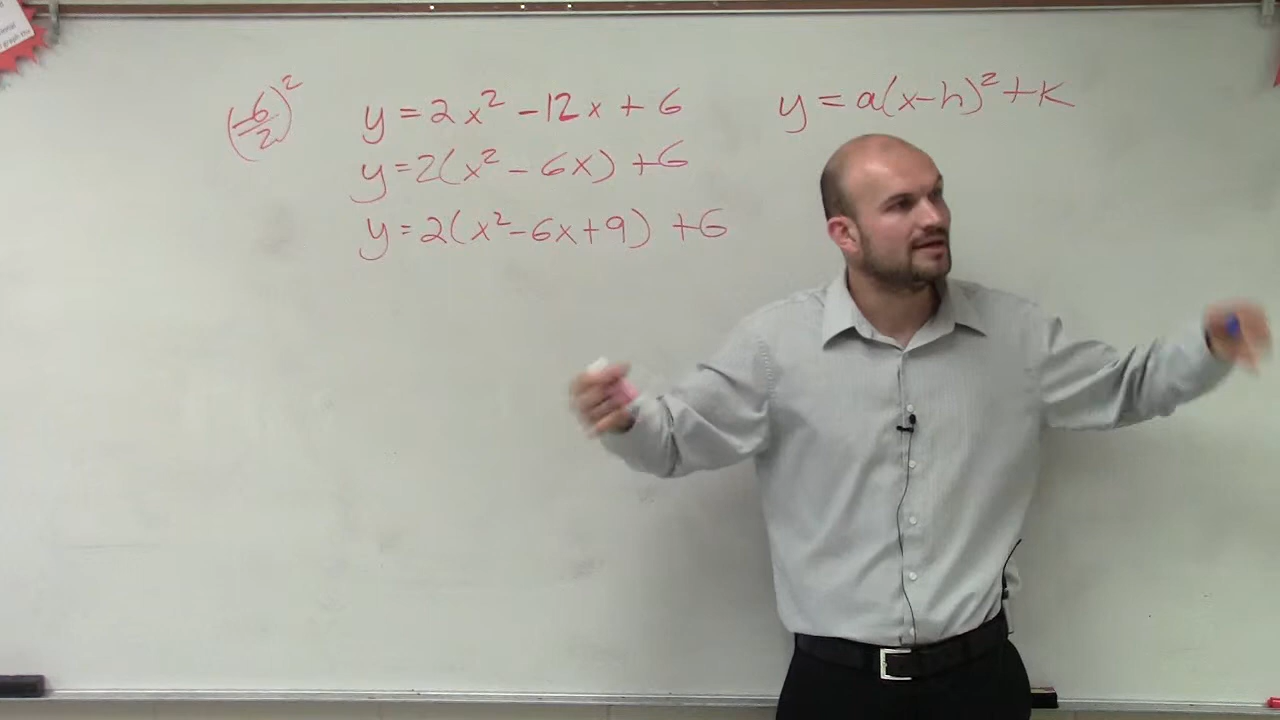 (-6/2)²
y = 2x² - 12x + 6
y = a(x-h)² + k
y = 2(x² - 6x) + 6
y = 2(x² - 6x + 9) + 6